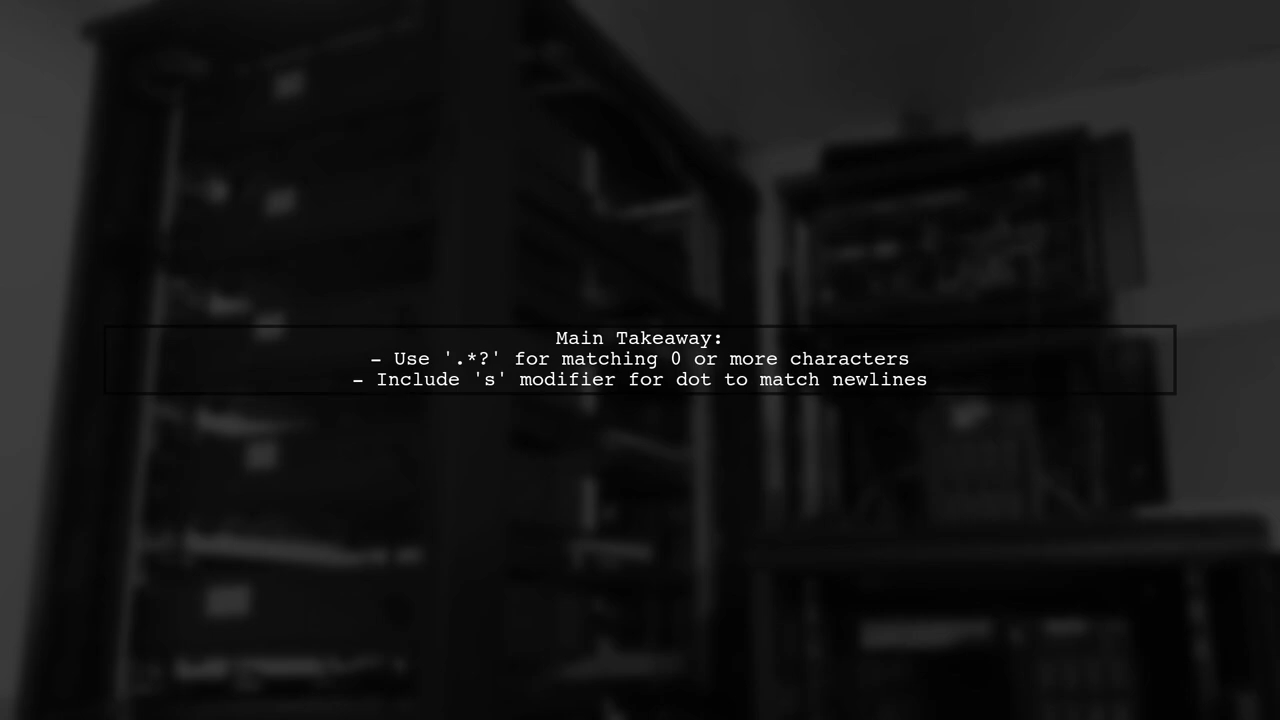 Main Takeaway:
– Use '.*?' for matching 0 or more characters
– Include 's' modifier for dot to match newlines